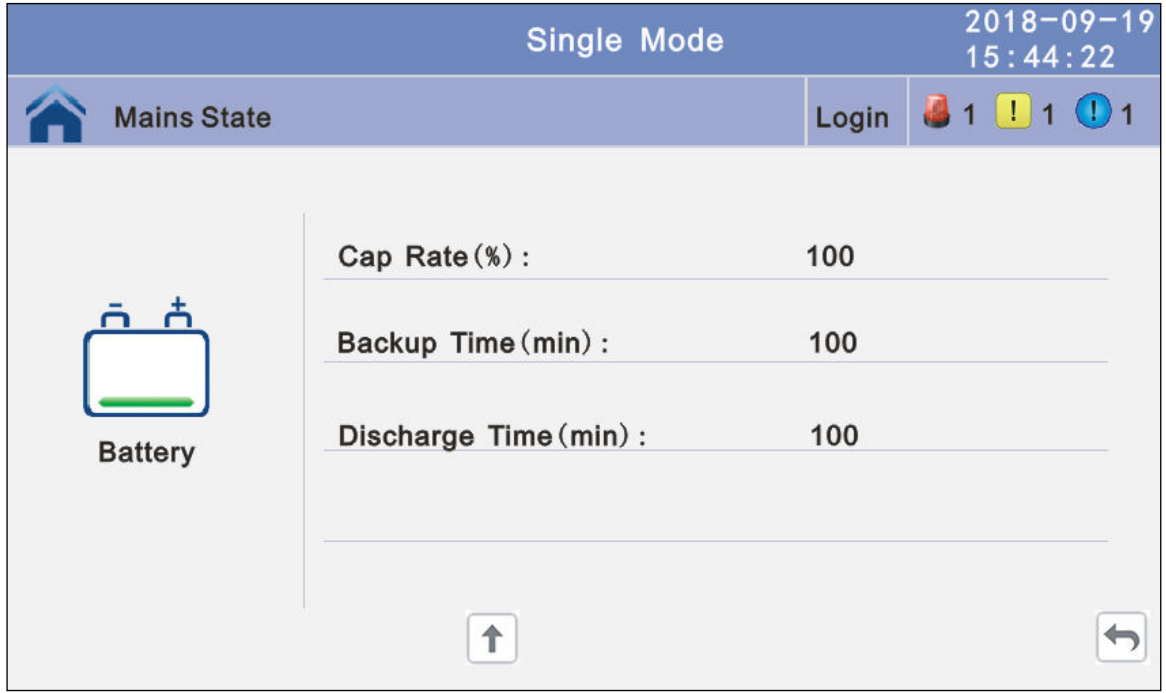 Single Mode
2018-09-19
15:44:22
Mains State
Login
1
! 1
! 1
Cap Rate(%): 100
Backup Time(min): 100
Discharge Time(min): 100
- +
Battery